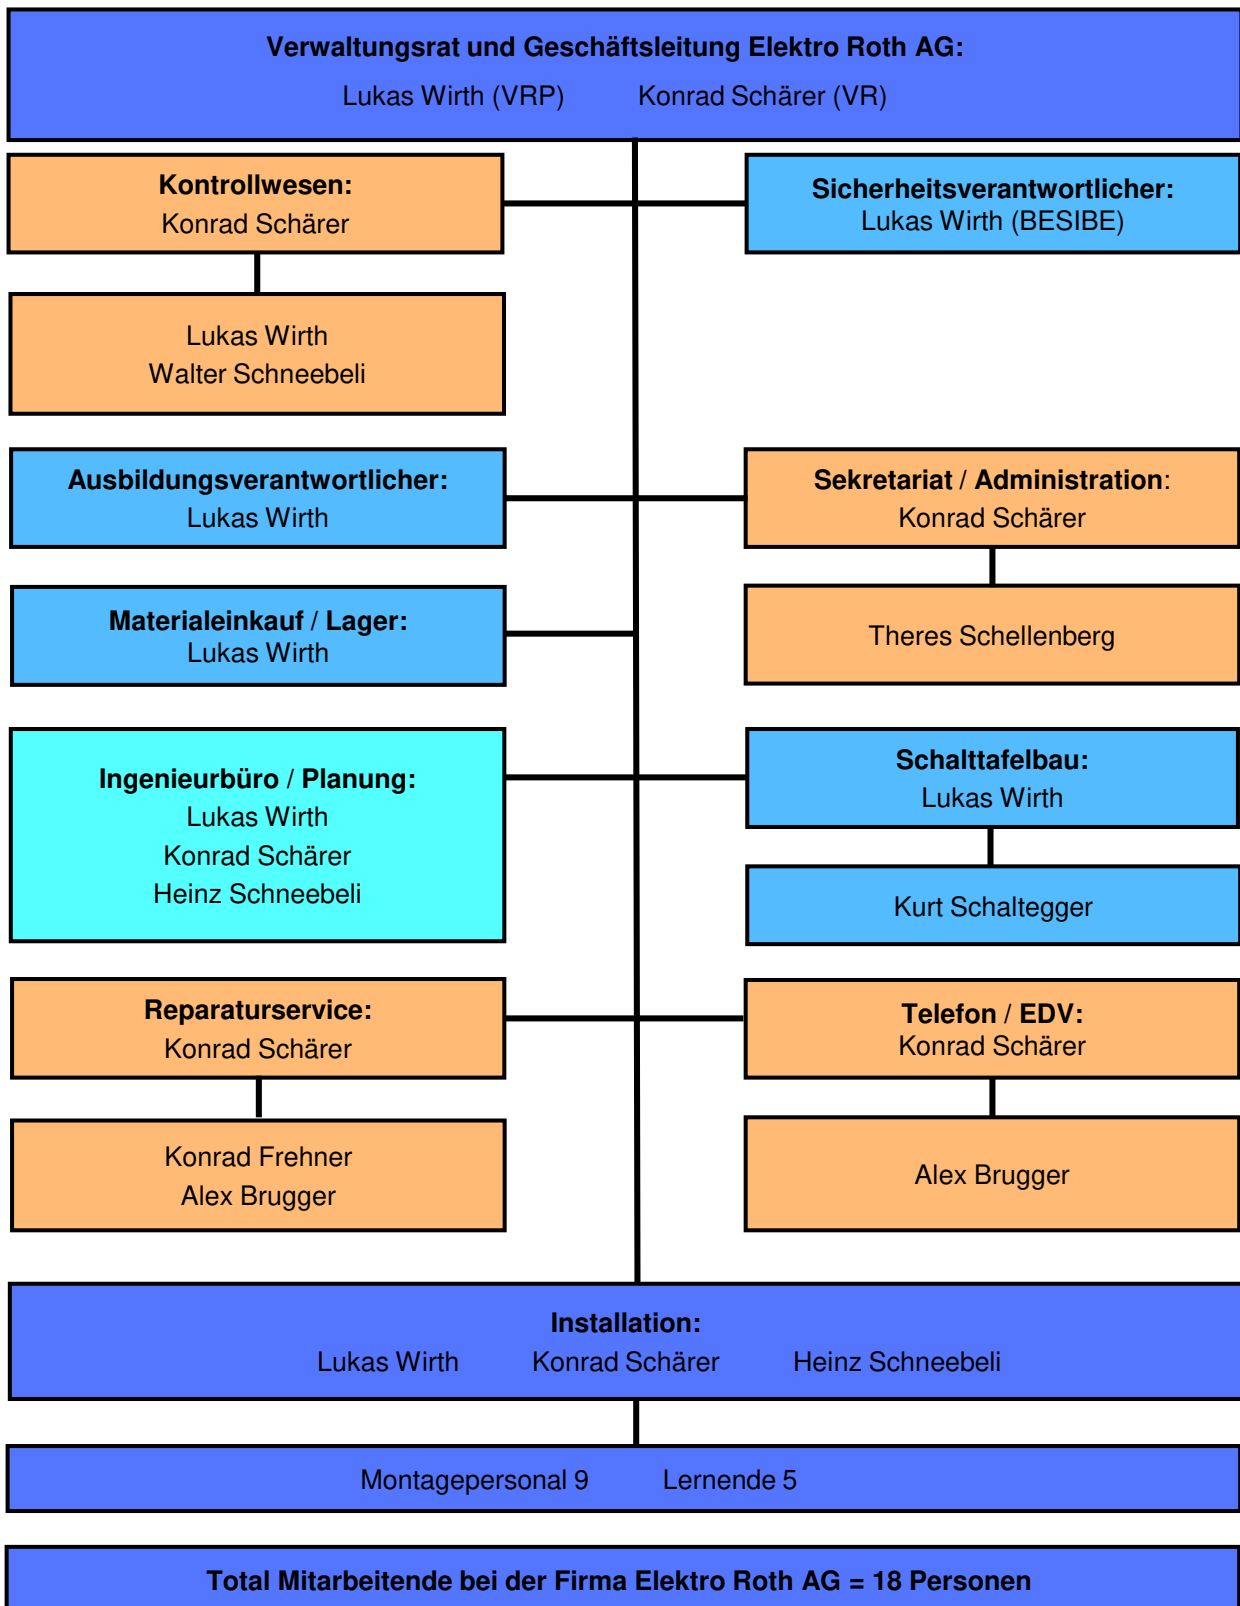 Verwaltungsrat und Geschäftsleitung Elektro Roth AG:
Lukas Wirth (VRP) Konrad Schärer (VR)
Kontrollwesen:
Konrad Schärer
Sicherheitsverantwortlicher:
Lukas Wirth (BESIBE)
Lukas Wirth
Walter Schneebeli
Ausbildungsverantwortlicher:
Lukas Wirth
Sekretariat / Administration:
Konrad Schärer
Materialeinkauf / Lager:
Lukas Wirth
Theres Schellenberg
Ingenieurbüro / Planung:
Lukas Wirth
Konrad Schärer
Heinz Schneebeli
Schalttafelbau:
Lukas Wirth
Kurt Schaltegger
Reparaturservice:
Konrad Schärer
Telefon / EDV:
Konrad Schärer
Konrad Frehner
Alex Brugger
Alex Brugger
Installation:
Lukas Wirth Konrad Schärer Heinz Schneebeli
Montagepersonal 9 Lernende 5
Total Mitarbeitende bei der Firma Elektro Roth AG = 18 Personen